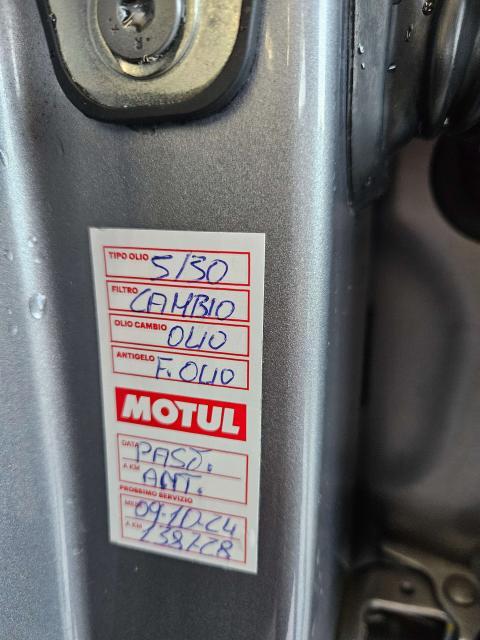 TIPO OLIO 5/30
FILTRO CAMBIO
OLIO CAMBIO OLIO
ANTIGELO F. OLIO
MOTUL
DATA PAST.
A KM ANT.
PROSSIMO SERVIZIO
09.10.24
A KM 138728